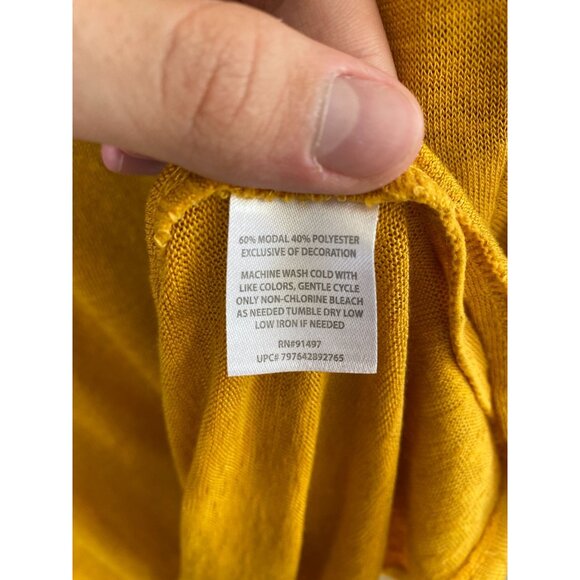 60% MODAL 40% POLYESTER
EXCLUSIVE OF DECORATION
MACHINE WASH COLD WITH
LIKE COLORS, GENTLE CYCLE
ONLY NON-CHLORINE BLEACH
AS NEEDED TUMBLE DRY LOW
LOW IRON IF NEEDED
RN#91497
UPC# 797642892765